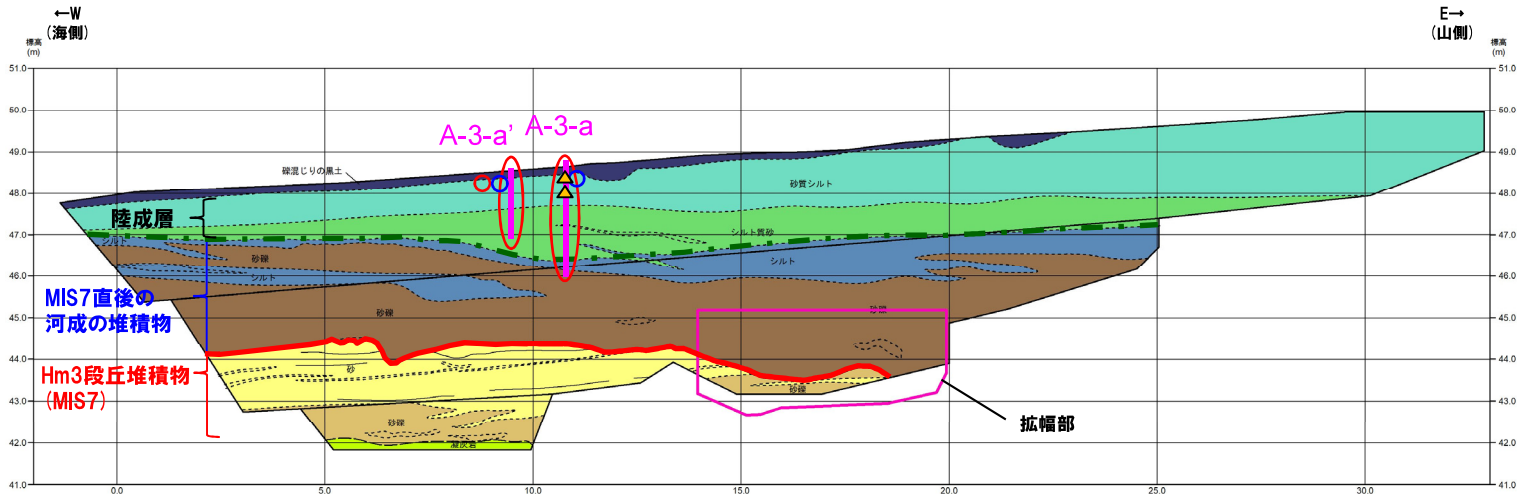 ←W
(海側)
E→
(山側)
標高
(m)
標高
(m)
51.0
50.0
49.0
48.0
47.0
46.0
45.0
44.0
43.0
42.0
41.0
51.0
50.0
49.0
48.0
47.0
46.0
45.0
44.0
43.0
42.0
41.0
0.0
5.0
10.0
15.0
20.0
25.0
30.0
A-3-a’
A-3-a
礫混じりの黒土
砂質シルト
陸成層
シルト質砂
シルト
砂礫
シルト
シルト
MIS7直後の
河成の堆積物
砂礫
砂礫
Hm3段丘堆積物
(MIS7)
砂
砂礫
砂礫
凝灰岩
拡幅部